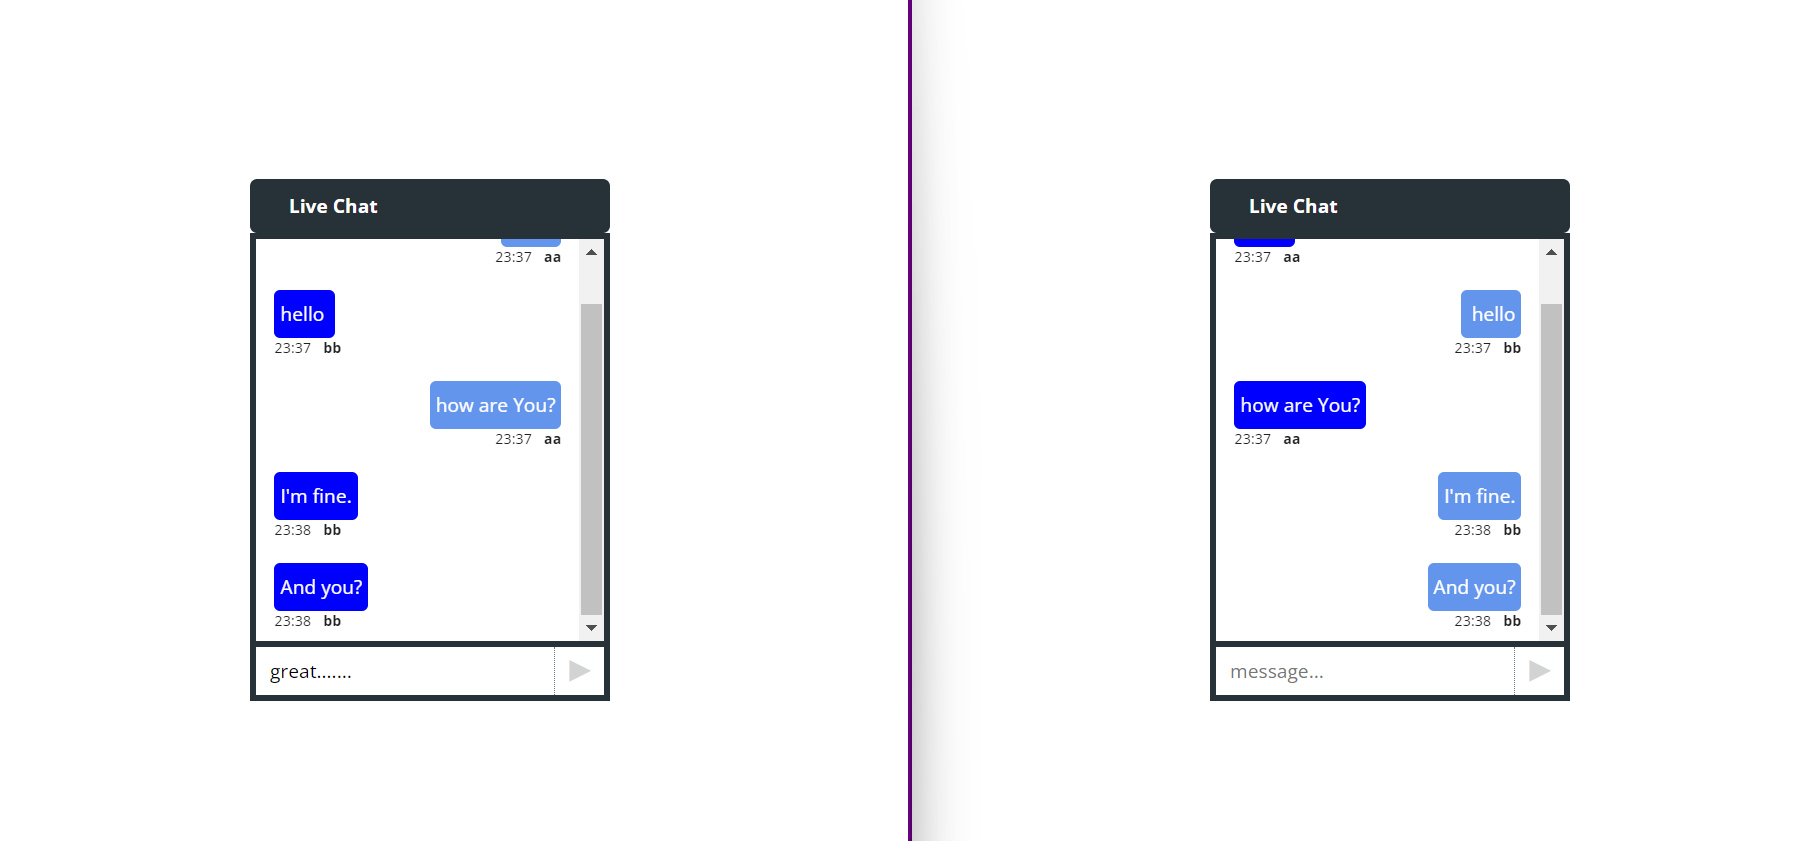 Live Chat
23:37 aa
hello
23:37 bb
how are You?
23:37 aa
I'm fine.
23:38 bb
And you?
23:38 bb
great.......
Live Chat
23:37 aa
hello
23:37 bb
how are You?
23:37 aa
I'm fine.
23:38 bb
And you?
23:38 bb
message...